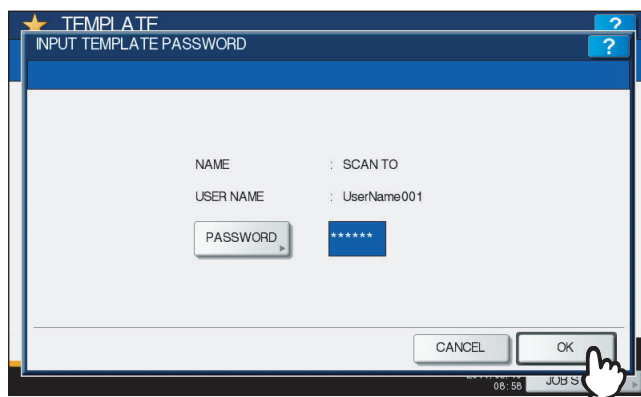 TEMPLATE ?
INPUT TEMPLATE PASSWORD ?
NAME : SCAN TO
USER NAME : UserName001
PASSWORD ******
CANCEL OK
08:58 JOB S